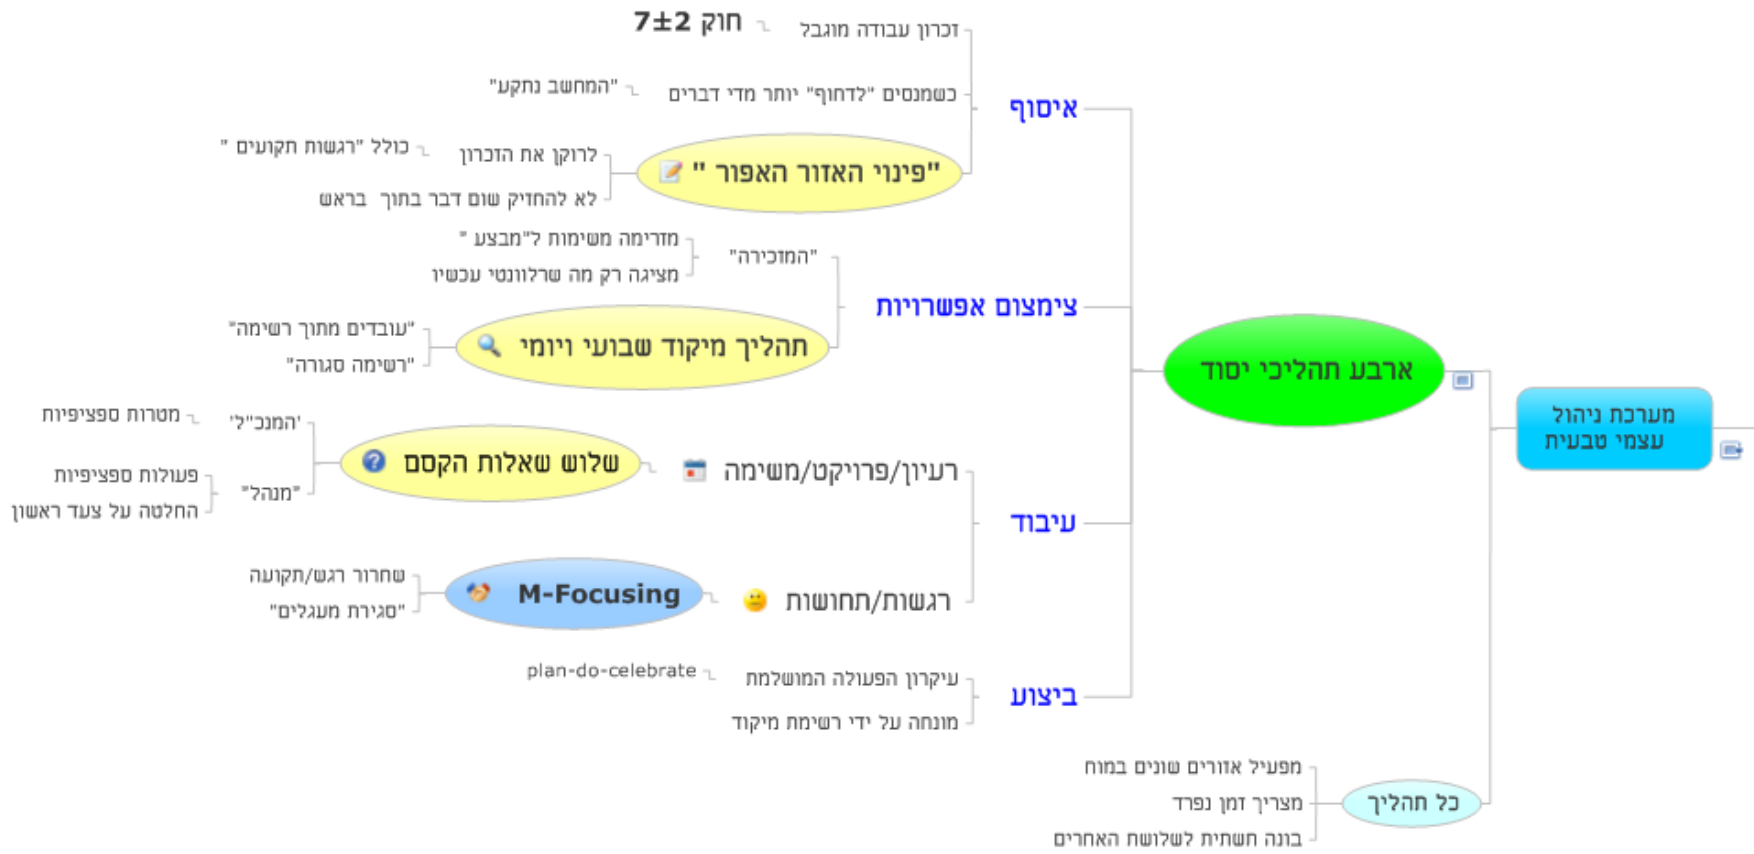 מערכת ניהול
עצמי טבעית
ארבע תהליכי יסוד
איסוף
זכרון עבודה מוגבל
חוק 7±2
כשמנסים "לדחוף" יותר מדי דברים
"המחשב נתקע"
"פינוי האזור האפור "
לרוקן את הזכרון
כולל "רגשות תקועים "
לא להחזיק שום דבר בתוך  בראש
צימצום אפשרויות
"המזכירה"
מזרימה משימות ל"מבצע "
מציגה רק מה שרלוונטי עכשיו
תהליך מיקוד שבועי ויומי
"עובדים מתוך רשימה"
"רשימה סגורה"
עיבוד
רעיון/פרויקט/משימה
שלוש שאלות הקסם
'המנכ"ל'
מטרות ספציפיות
"מנהל"
פעולות ספציפיות
החלטה על צעד ראשון
רגשות/תחושות
M-Focusing
שחרור רגש/תקועה
"סגירת מעגלים"
ביצוע
עיקרון הפעולה המושלמת
plan-do-celebrate
מונחה על ידי רשימת מיקוד
כל תהליך
מפעיל אזורים שונים במוח
מצריך זמן נפרד
בונה תשתית לשלושת האחרים